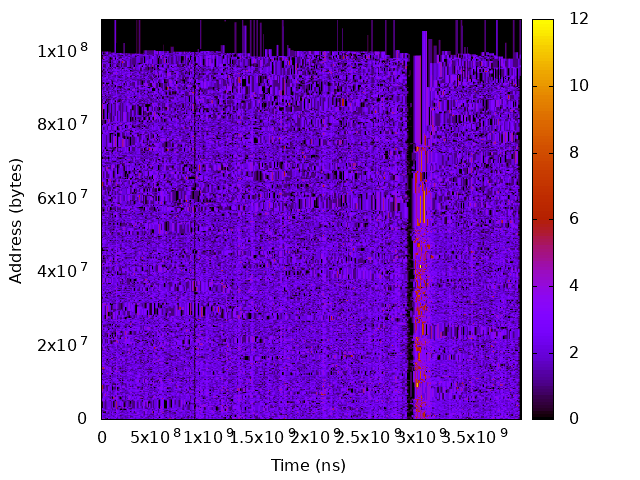 1x10^8
8x10^7
6x10^7
4x10^7
2x10^7
0
Address (bytes)
0 5x10^8 1x10^9 1.5x10^9 2x10^9 2.5x10^9 3x10^9 3.5x10^9
Time (ns)
12
10
8
6
4
2
0